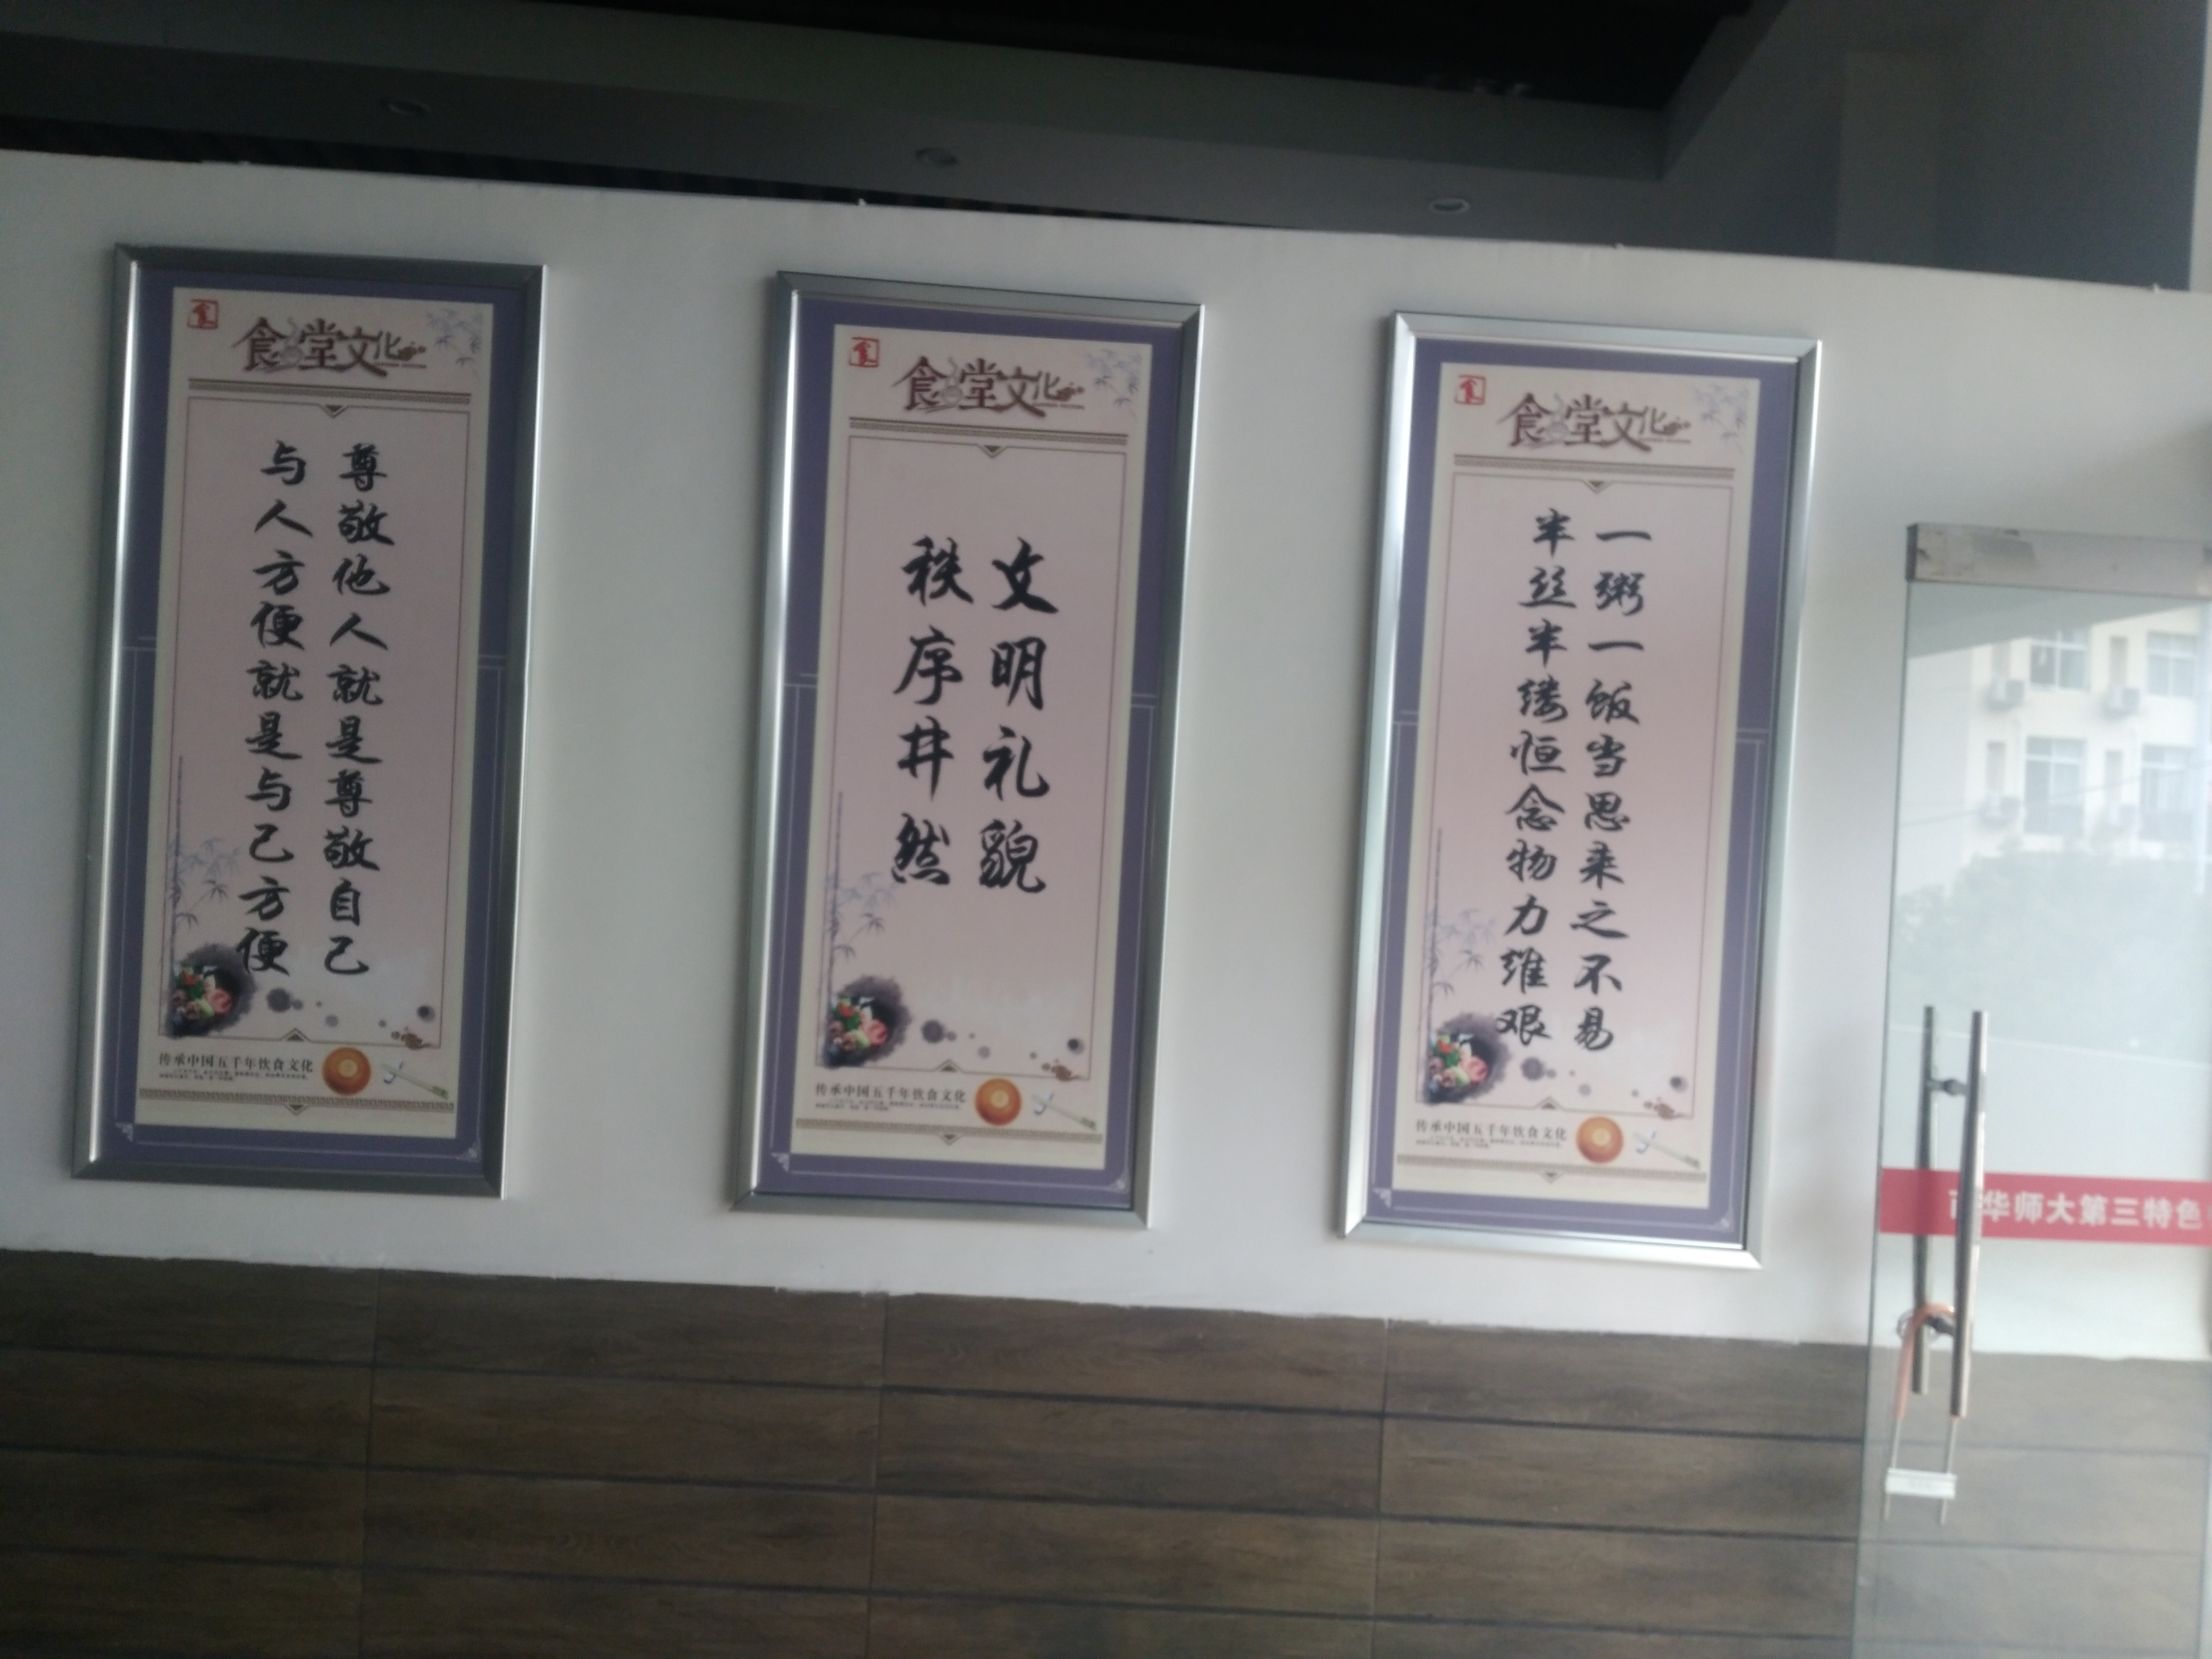 食堂文化
尊敬他人就是尊敬自己
与人方便就是与己方便
传承中国五千年饮食文化
食堂文化
文明礼貌
秩序井然
传承中国五千年饮食文化
食堂文化
一粥一饭当思来之不易
半丝半缕恒念物力维艰
传承中国五千年饮食文化
华师大第三特色